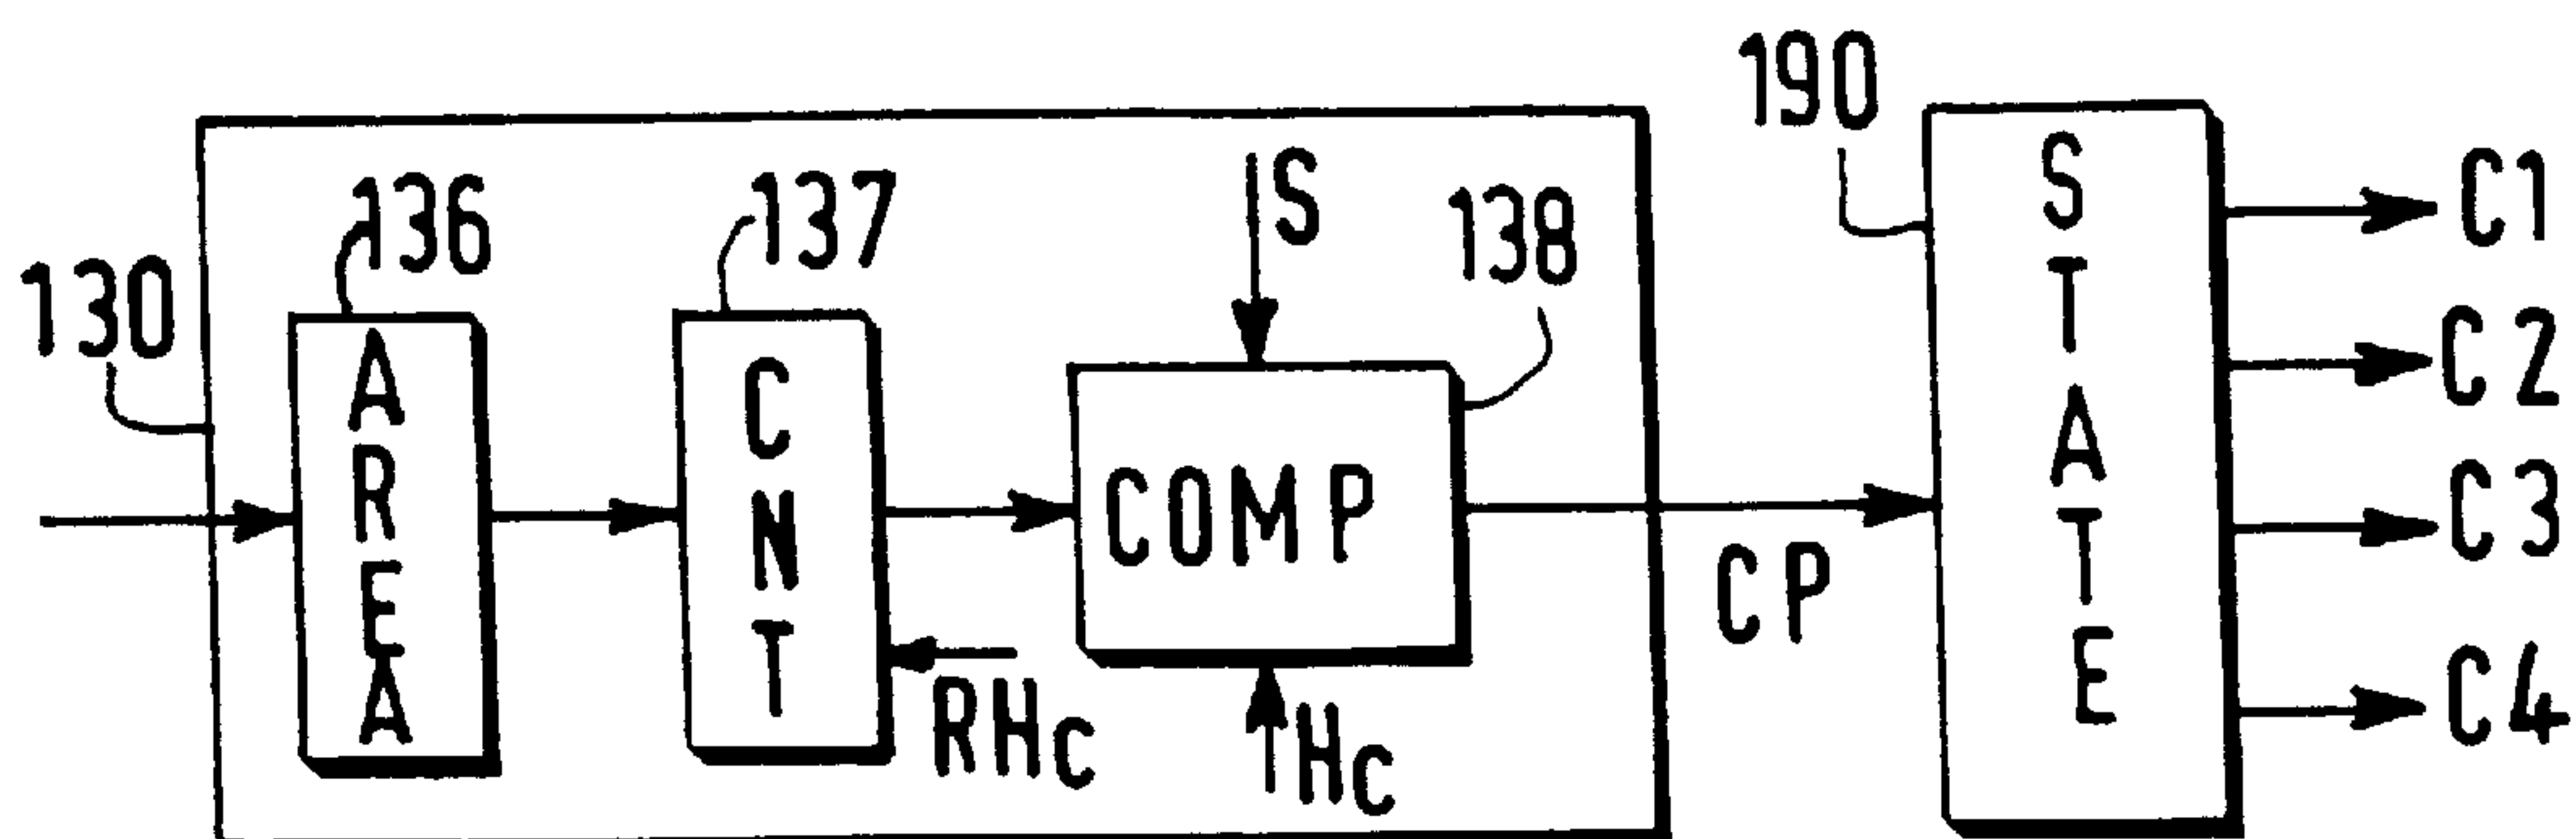 130
136
AREA
137
CNT
RHc
S
COMP
Hc
138
CP
190
STATE
C1
C2
C3
C4